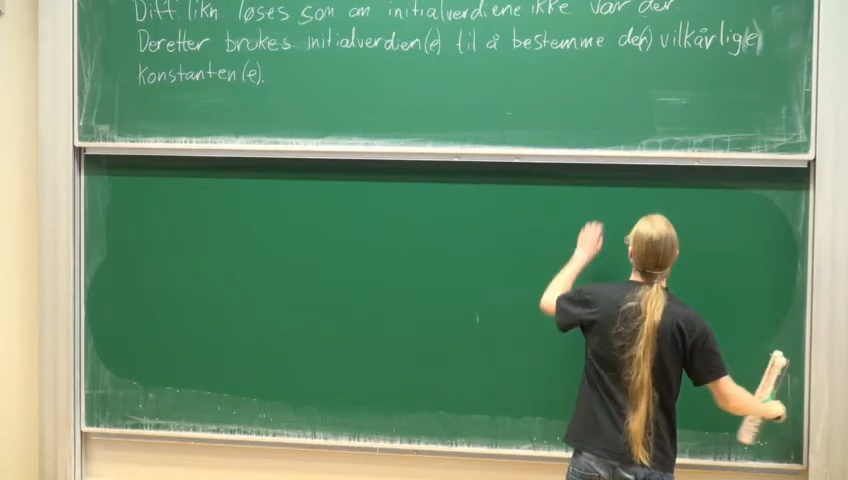 Diff. likn. løses som om initialverdiene ikke var der.
Deretter brukes initialverdien(e) til å bestemme de(n) vilkårlige
konstanten(e).